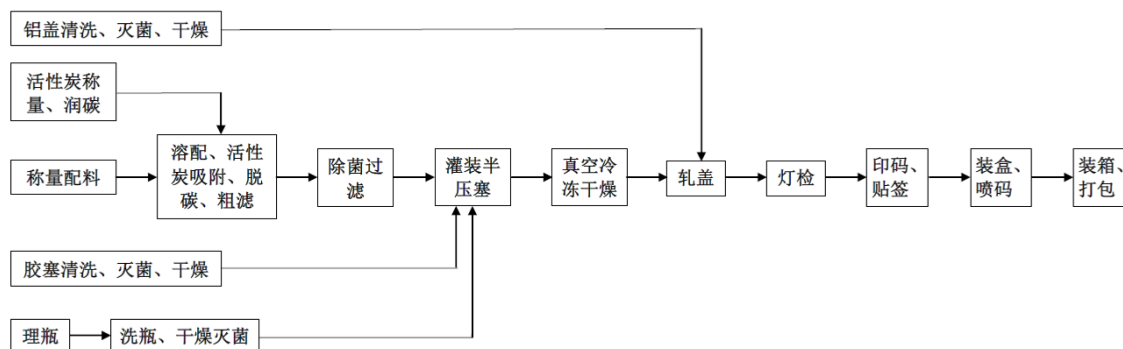 铝盖清洗、灭菌、干燥
活性炭称
量、润碳
称量配料
溶配、活性
炭吸附、脱
碳、粗滤
除菌过
滤
灌装半
压塞
真空冷
冻干燥
轧盖
灯检
印码、
贴签
装盒、
喷码
装箱、
打包
胶塞清洗、灭菌、干燥
理瓶
洗瓶、干燥灭菌